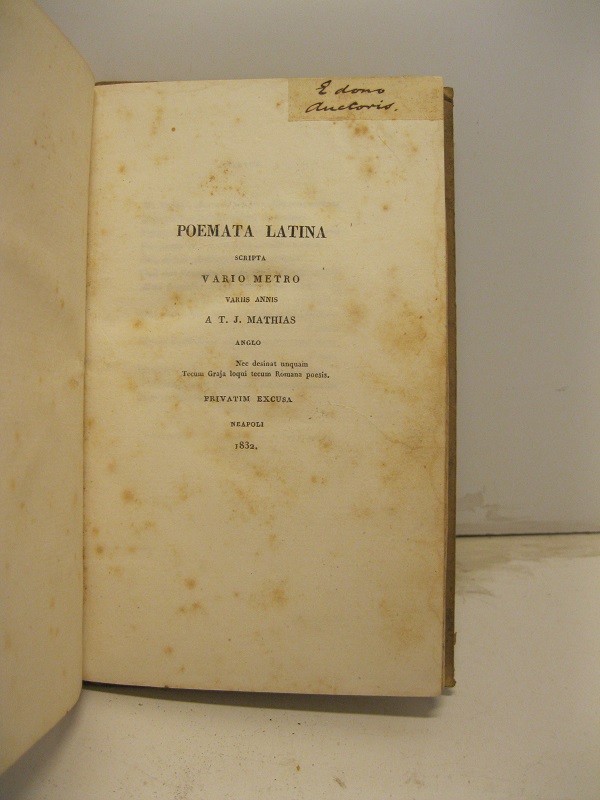 E dono
Auctoris.
POEMATA LATINA
SCRIPTA
VARIO METRO
VARIIS ANNIS
A T. J. MATHIAS
ANGLO
Nec desinat unquam
Tecum Graja loqui tecum Romana poesis.
PRIVATIM EXCUSA
NEAPOLI
1832.